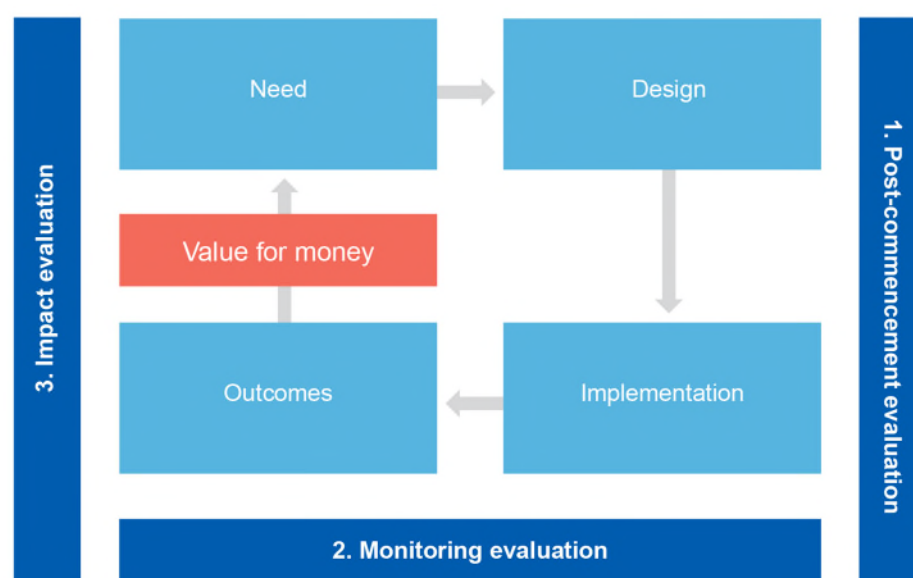 Need
Design
Value for money
Outcomes
Implementation
3. Impact evaluation
1. Post-commencement evaluation
2. Monitoring evaluation